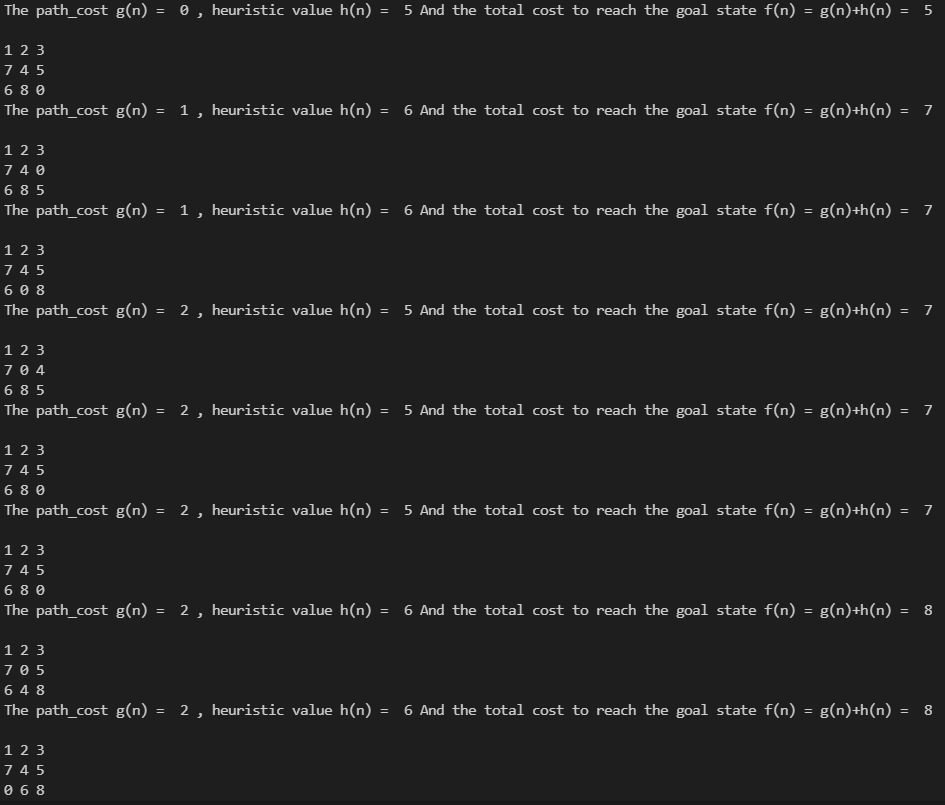 The path_cost g(n) =  0 , heuristic value h(n) =  5 And the total cost to reach the goal state f(n) = g(n)+h(n) =  5
1 2 3
7 4 5
6 8 0
The path_cost g(n) =  1 , heuristic value h(n) =  6 And the total cost to reach the goal state f(n) = g(n)+h(n) =  7
1 2 3
7 4 0
6 8 5
The path_cost g(n) =  1 , heuristic value h(n) =  6 And the total cost to reach the goal state f(n) = g(n)+h(n) =  7
1 2 3
7 4 5
6 0 8
The path_cost g(n) =  2 , heuristic value h(n) =  5 And the total cost to reach the goal state f(n) = g(n)+h(n) =  7
1 2 3
7 0 4
6 8 5
The path_cost g(n) =  2 , heuristic value h(n) =  5 And the total cost to reach the goal state f(n) = g(n)+h(n) =  7
1 2 3
7 4 5
6 8 0
The path_cost g(n) =  2 , heuristic value h(n) =  5 And the total cost to reach the goal state f(n) = g(n)+h(n) =  7
1 2 3
7 4 5
6 8 0
The path_cost g(n) =  2 , heuristic value h(n) =  6 And the total cost to reach the goal state f(n) = g(n)+h(n) =  8
1 2 3
7 0 5
6 4 8
The path_cost g(n) =  2 , heuristic value h(n) =  6 And the total cost to reach the goal state f(n) = g(n)+h(n) =  8
1 2 3
7 4 5
0 6 8